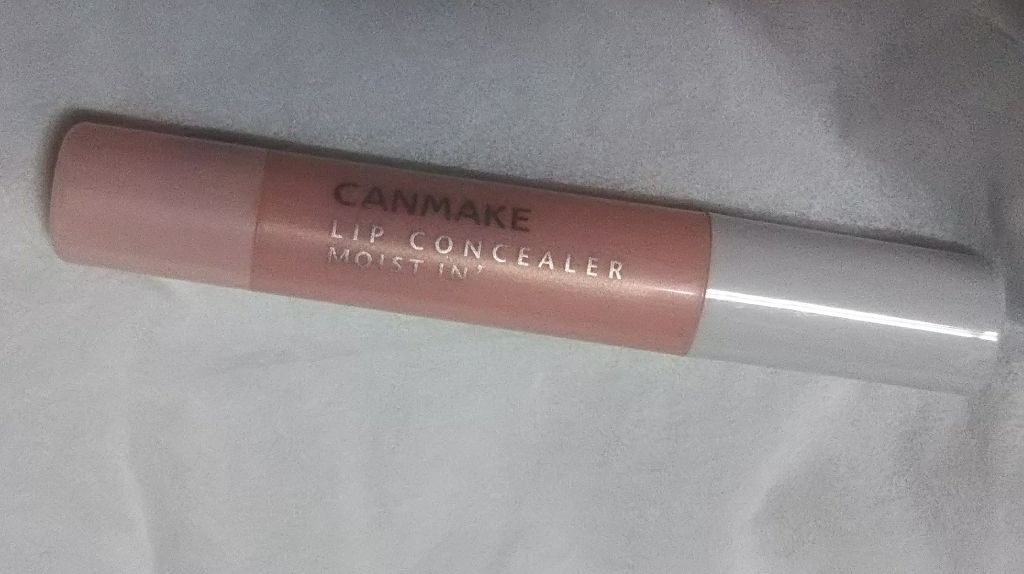 CANMAKE
LIP CONCEALER
MOIST IN'